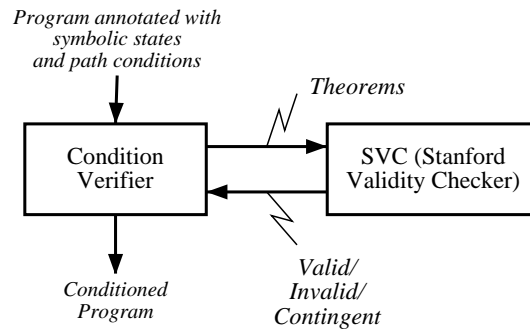 Program annotated with
symbolic states
and path conditions
Theorems
Condition
Verifier
SVC (Stanford
Validity Checker)
Conditioned
Program
Valid/
Invalid/
Contingent